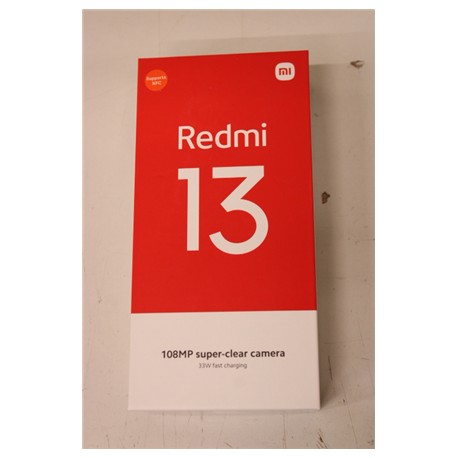 Supports
NFC
mi
Redmi
13
108MP super-clear camera
33W fast charging